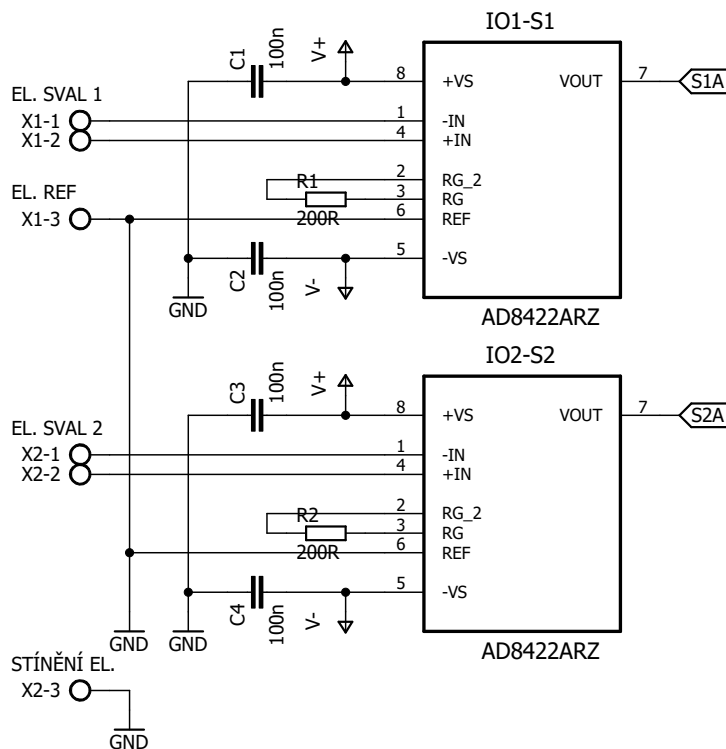 IO1-S1
C1
100n
V+
8
+VS
VOUT
7
S1A
EL. SVAL 1
X1-1
1
-IN
X1-2
4
+IN
2
RG_2
R1
3
RG
EL. REF
200R
6
REF
X1-3
5
-VS
C2
100n
V-
GND
AD8422ARZ
IO2-S2
C3
100n
V+
8
+VS
VOUT
7
S2A
EL. SVAL 2
X2-1
1
-IN
X2-2
4
+IN
2
RG_2
R2
3
RG
200R
6
REF
5
-VS
C4
100n
V-
GND
GND
AD8422ARZ
STÍNĚNÍ EL.
X2-3
GND